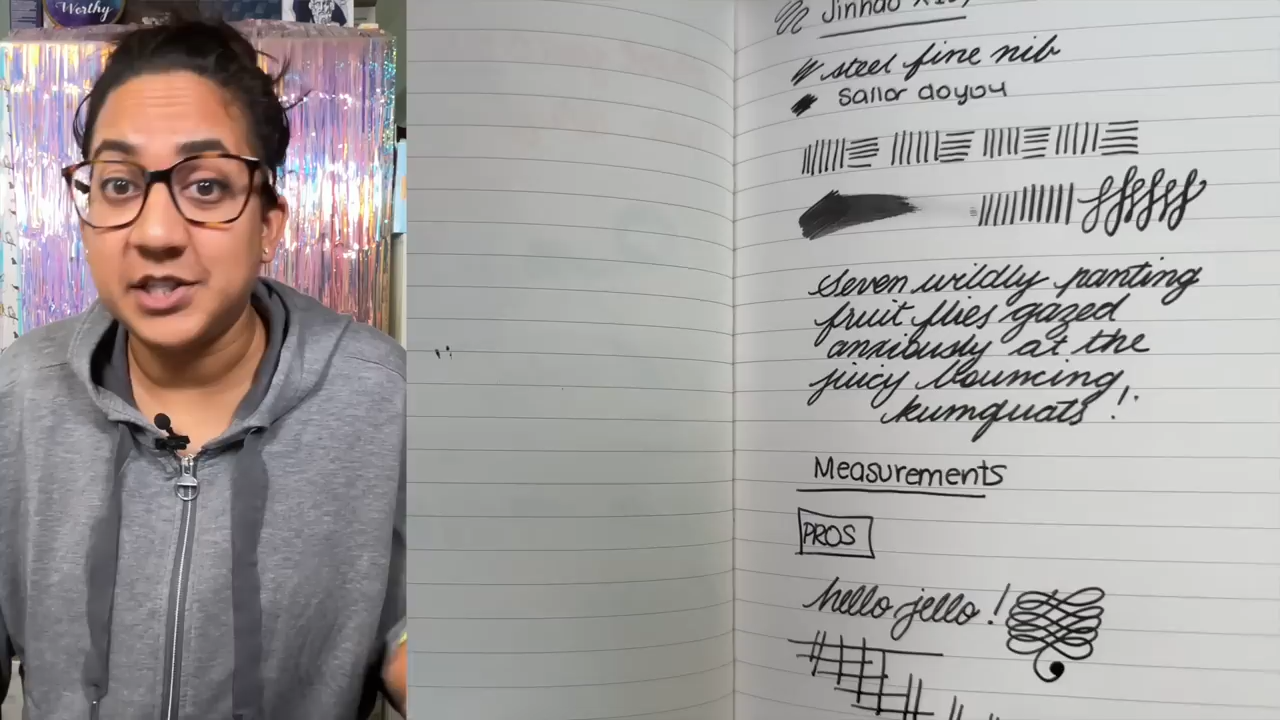 Worthy
Jinhao
steel fine nib
Sailor doyou
Seven wildly panting
fruit flies gazed
anxiously at the
juicy bouncing
kumquats!
Measurements
PROS
hello jello!